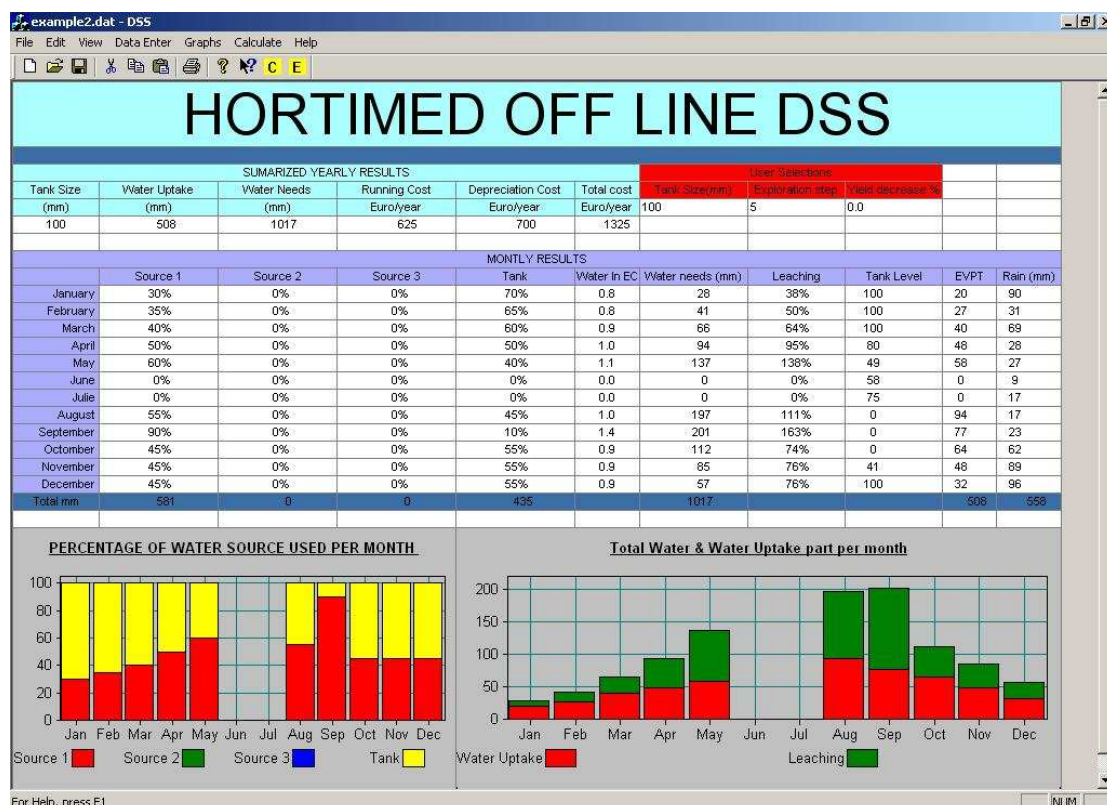 example2.dat - DSS
File Edit View Data Enter Graphs Calculate Help
C E
HORTIMED OFF LINE DSS
SUMARIZED YEARLY RESULTS User Selections
Tank Size Water Uptake Water Needs Running Cost Depreciation Cost Total cost Tank Size(mm) Exploration step Yield decrease %
(mm) (mm) (mm) Euro/year Euro/year Euro/year 100 5 0.0
100 508 1017 625 700 1325
MONTLY RESULTS
Source 1 Source 2 Source 3 Tank Water In EC Water needs (mm) Leaching Tank Level EVPT Rain (mm)
January 30% 0% 0% 70% 0.8 28 38% 100 20 90
February 35% 0% 0% 65% 0.8 41 50% 100 27 31
March 40% 0% 0% 60% 0.9 66 64% 100 40 69
April 50% 0% 0% 50% 1.0 94 95% 80 48 28
May 60% 0% 0% 40% 1.1 137 138% 49 58 27
June 0% 0% 0% 0% 0.0 0 0% 58 0 9
Julie 0% 0% 0% 0% 0.0 0 0% 75 0 17
August 55% 0% 0% 45% 1.0 197 111% 0 94 17
September 90% 0% 0% 10% 1.4 201 163% 0 77 23
Octomber 45% 0% 0% 55% 0.9 112 74% 0 64 62
November 45% 0% 0% 55% 0.9 85 76% 41 48 89
December 45% 0% 0% 55% 0.9 57 76% 100 32 96
Total mm 581 0 0 435 1017 508 558
PERCENTAGE OF WATER SOURCE USED PER MONTH
100
80
60
40
20
0
Jan Feb Mar Apr May Jun Jul Aug Sep Oct Nov Dec
Source 1 Source 2 Source 3 Tank
Total Water & Water Uptake part per month
200
150
100
50
0
Jan Feb Mar Apr May Jun Jul Aug Sep Oct Nov Dec
Water Uptake Leaching
For Help, press F1 NUM